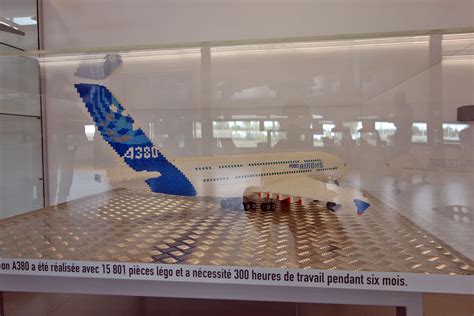 A380
AIRBUS
on A380 a été réalisée avec 15 801 pièces légo et a nécessité 300 heures de travail pendant six mois.